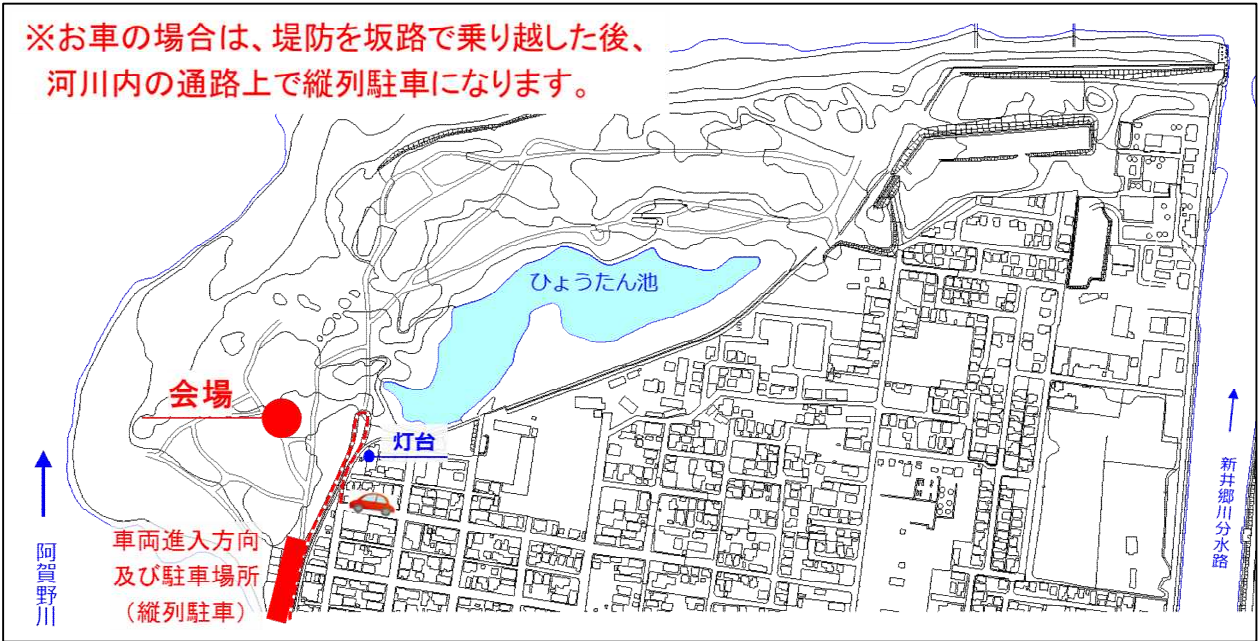 ※お車の場合は、堤防を坂路で乗り越した後、
河川内の通路上で縦列駐車になります。
ひょうたん池
会場
灯台
車両進入方向
及び駐車場所
（縦列駐車）
阿賀野川
新井郷川分水路